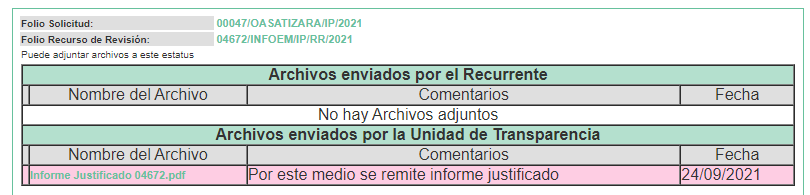 Folio Solicitud: 00047/OASATIZARA/IP/2021
Folio Recurso de Revisión: 04672/INFOEM/IP/RR/2021
Puede adjuntar archivos a este estatus
Archivos enviados por el Recurrente
Nombre del Archivo Comentarios Fecha
No hay Archivos adjuntos
Archivos enviados por la Unidad de Transparencia
Nombre del Archivo Comentarios Fecha
Informe Justificado 04672.pdf Por este medio se remite informe justificado 24/09/2021